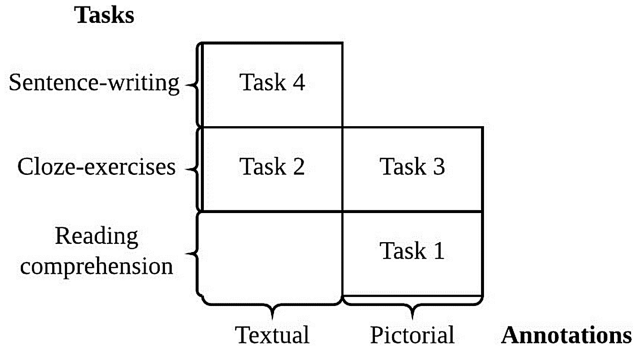 Tasks
Sentence-writing
Task 4
Cloze-exercises
Task 2
Task 3
Reading
comprehension
Task 1
Textual
Pictorial
Annotations